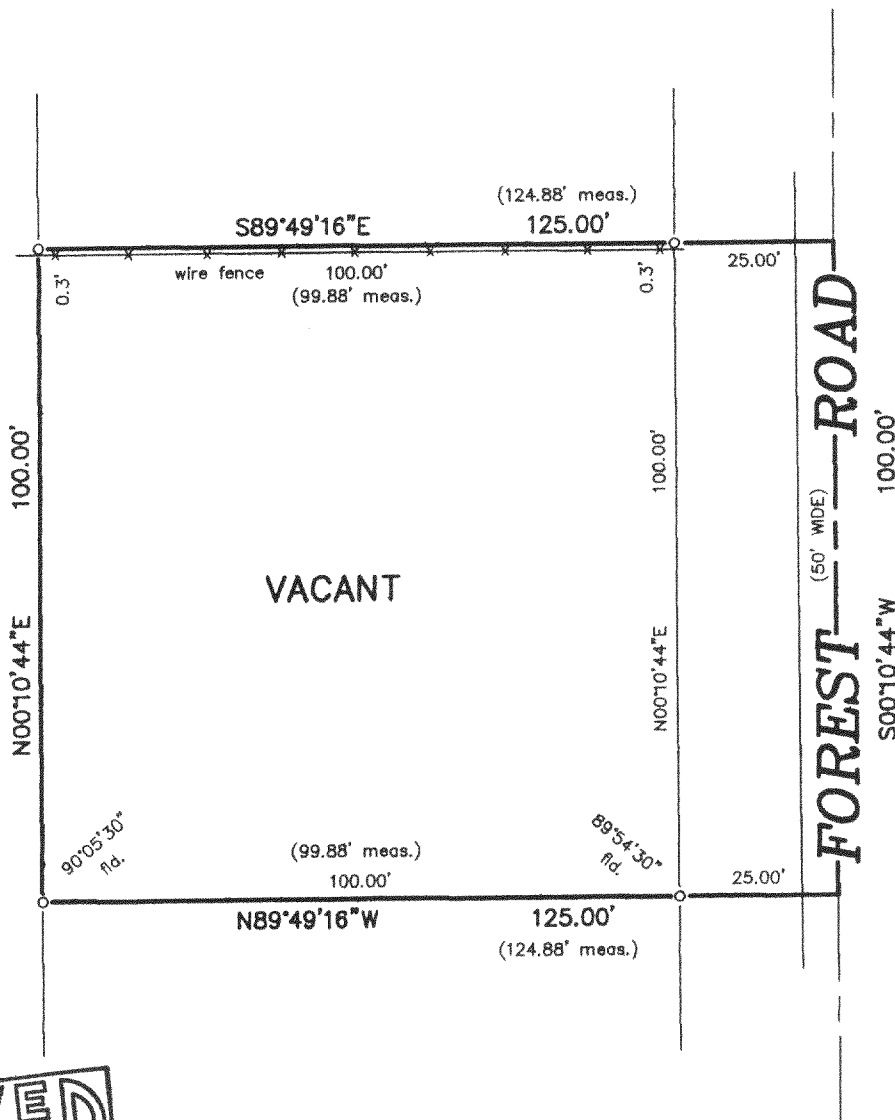 (124.88' meas.)
S89°49'16"E 125.00'
25.00'
wire fence 100.00'
(99.88' meas.)
0.3'
0.3'
100.00'
N00°10'44"E
VACANT
100.00'
N00°10'44"E
FOREST ROAD
(50' WIDE)
100.00'
S00°10'44"W
90°05'30"
fld.
89°54'30"
fld.
(99.88' meas.)
100.00'
25.00'
N89°49'16"W 125.00'
(124.88' meas.)